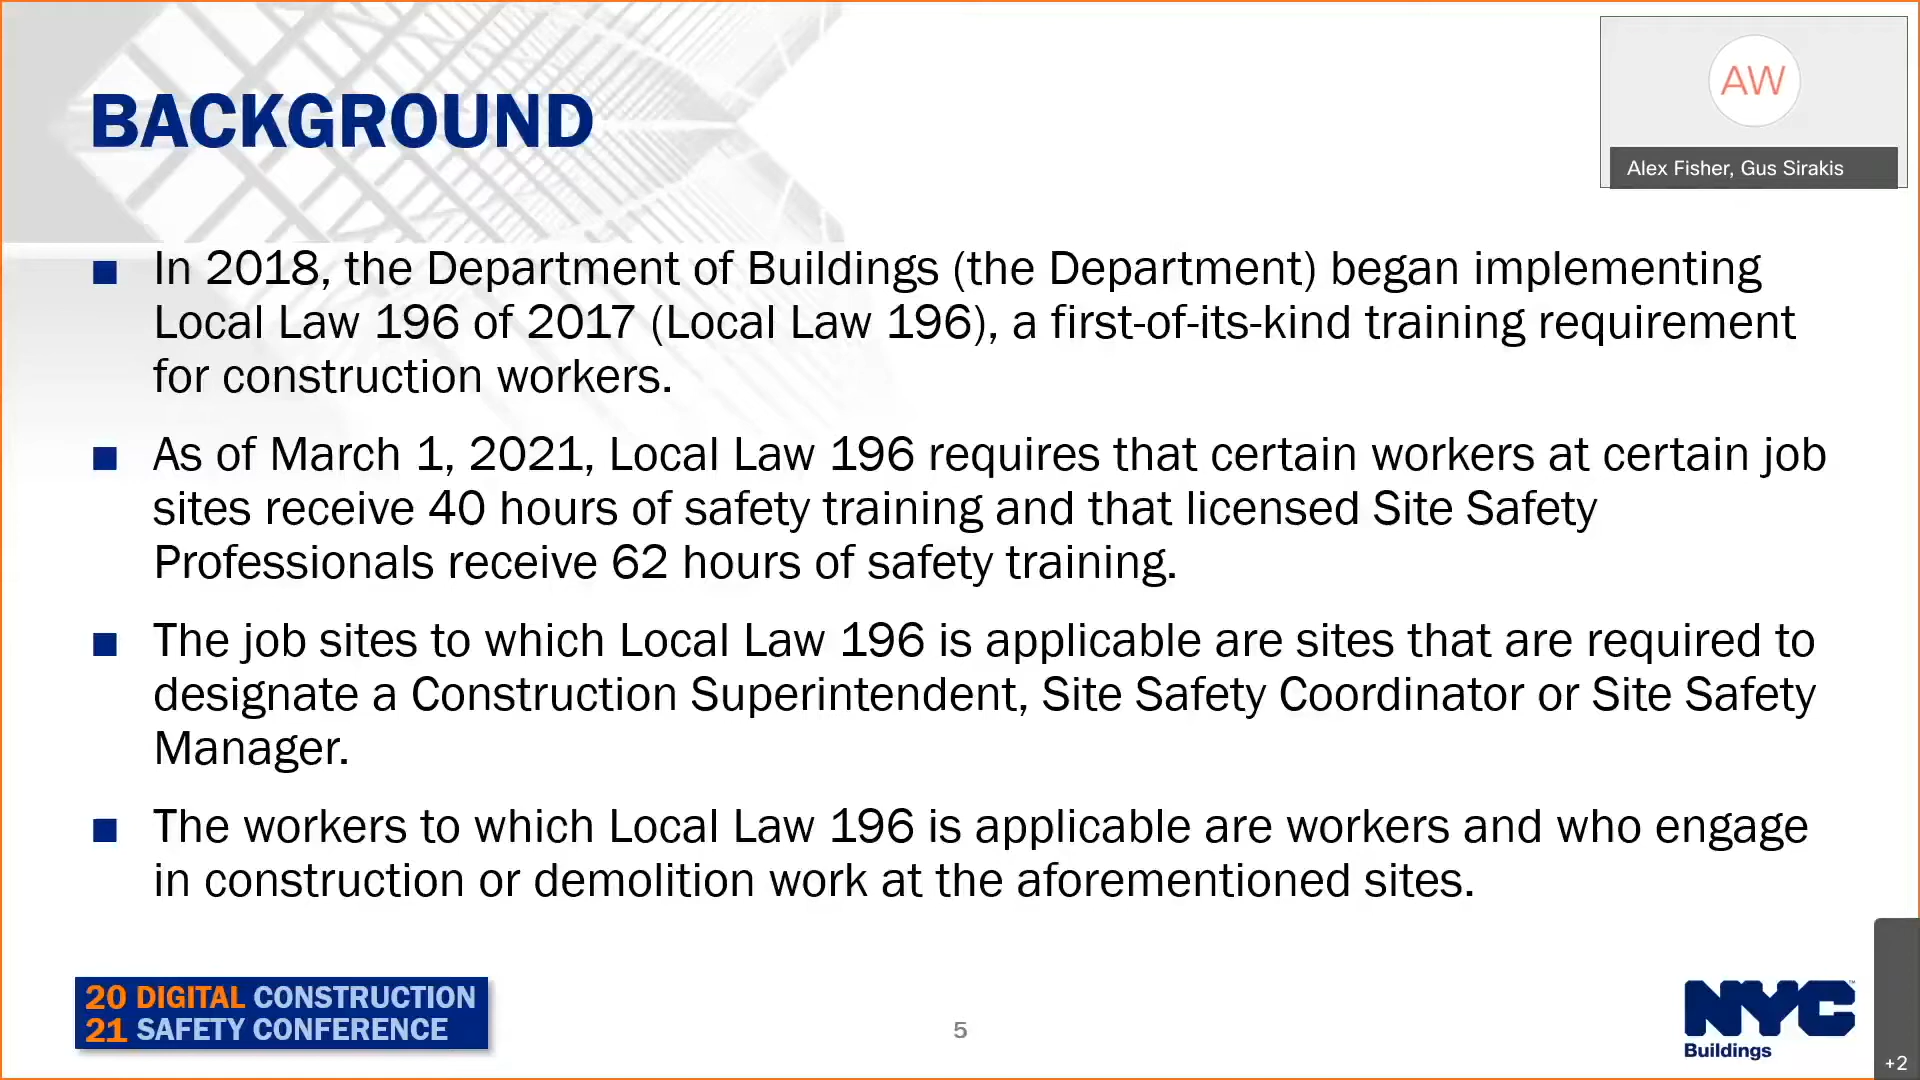 AW
Alex Fisher, Gus Sirakis
BACKGROUND
In 2018, the Department of Buildings (the Department) began implementing
Local Law 196 of 2017 (Local Law 196), a first-of-its-kind training requirement
for construction workers.
As of March 1, 2021, Local Law 196 requires that certain workers at certain job
sites receive 40 hours of safety training and that licensed Site Safety
Professionals receive 62 hours of safety training.
The job sites to which Local Law 196 is applicable are sites that are required to
designate a Construction Superintendent, Site Safety Coordinator or Site Safety
Manager.
The workers to which Local Law 196 is applicable are workers and who engage
in construction or demolition work at the aforementioned sites.
20 DIGITAL CONSTRUCTION
21 SAFETY CONFERENCE
5
NYC™
Buildings
+2